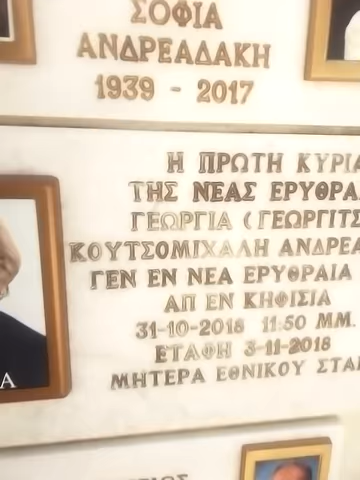 ΣΟΦΙΑ
ΑΝΔΡΕΑΔΑΚΗ
1939 - 2017
Η ΠΡΩΤΗ ΚΥΡΙΑ
ΤΗΣ ΝΕΑΣ ΕΡΥΘΡΑ
ΓΕΩΡΓΙΑ (ΓΕΩΡΓΙΤΣ
ΚΟΥΤΣΟΜΙΧΑΛΗ ΑΝΔΡΕΑ
ΓΕΝ ΕΝ ΝΕΑ ΕΡΥΘΡΑΙΑ
ΑΠ ΕΝ ΚΗΦΙΣΙΑ
31-10-2018 11:50 ΜΜ.
ΕΤΑΦΗ 3-11-2018
ΜΗΤΕΡΑ ΕΘΝΙΚΟΥ ΣΤΑ
Α